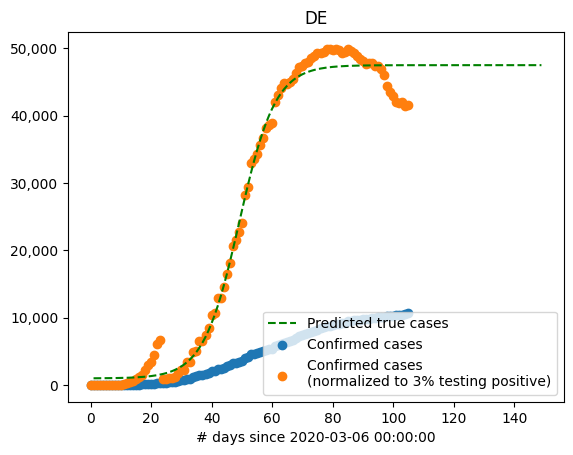 DE
50,000
40,000
30,000
20,000
10,000
0
Predicted true cases
Confirmed cases
Confirmed cases
(normalized to 3% testing positive)
0 20 40 60 80 100 120 140
# days since 2020-03-06 00:00:00